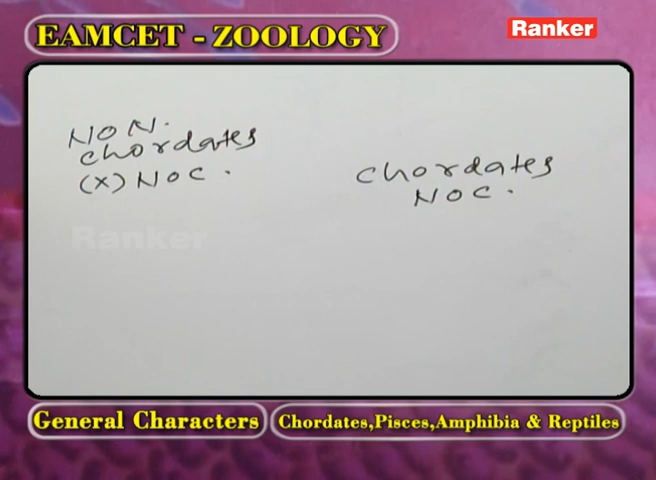 EAMCET - ZOOLOGY
Ranker
NON.
chordates
(x) NOC.
chordates
NOC.
Ranker
General Characters
Chordates,Pisces,Amphibia & Reptiles